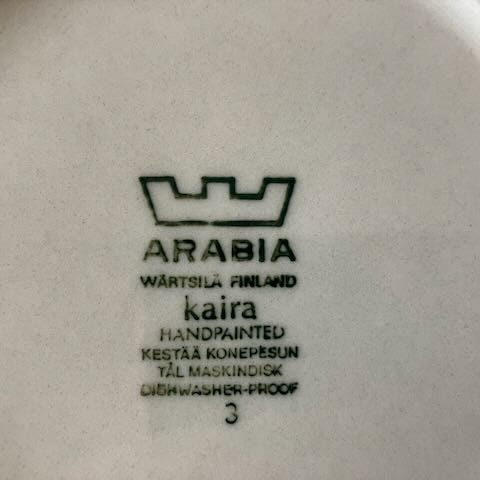 ARABIA
WÄRTSILÄ FINLAND
kaira
HANDPAINTED
KESTÄÄ KONEPESUN
TÅL MASKINDISK
DISHWASHER-PROOF
3